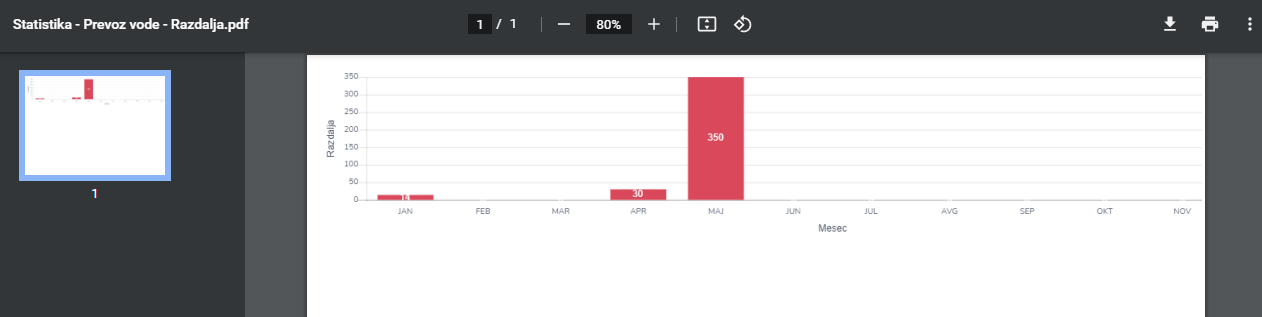 Statistika - Prevoz vode - Razdalja.pdf
1 / 1
80%
1
350
300
250
200
150
100
50
0
Razdalja
14
30
350
JAN FEB MAR APR MAJ JUN JUL AVG SEP OKT NOV
Mesec